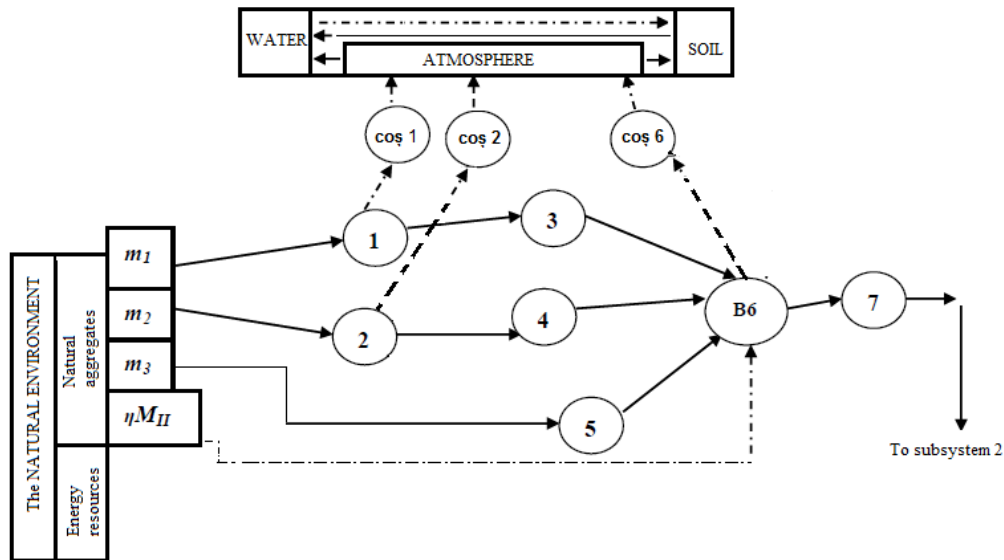 WATER
SOIL
ATMOSPHERE
coș 1
coș 2
coș 6
1
3
m1
m2
m3
ηMII
2
4
B6
7
5
The NATURAL ENVIRONMENT
Natural
aggregates
Energy
resources
To subsystem 2